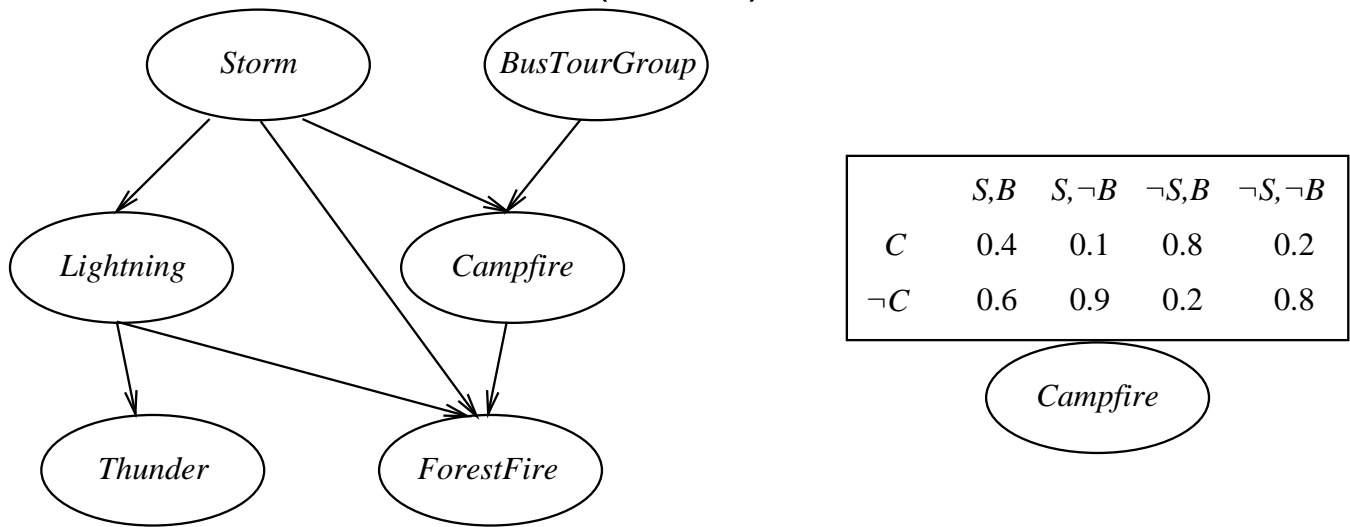 Storm
BusTourGroup
Lightning
Campfire
Thunder
ForestFire
S,B S,¬B ¬S,B ¬S,¬B
C 0.4 0.1 0.8 0.2
¬C 0.6 0.9 0.2 0.8
Campfire